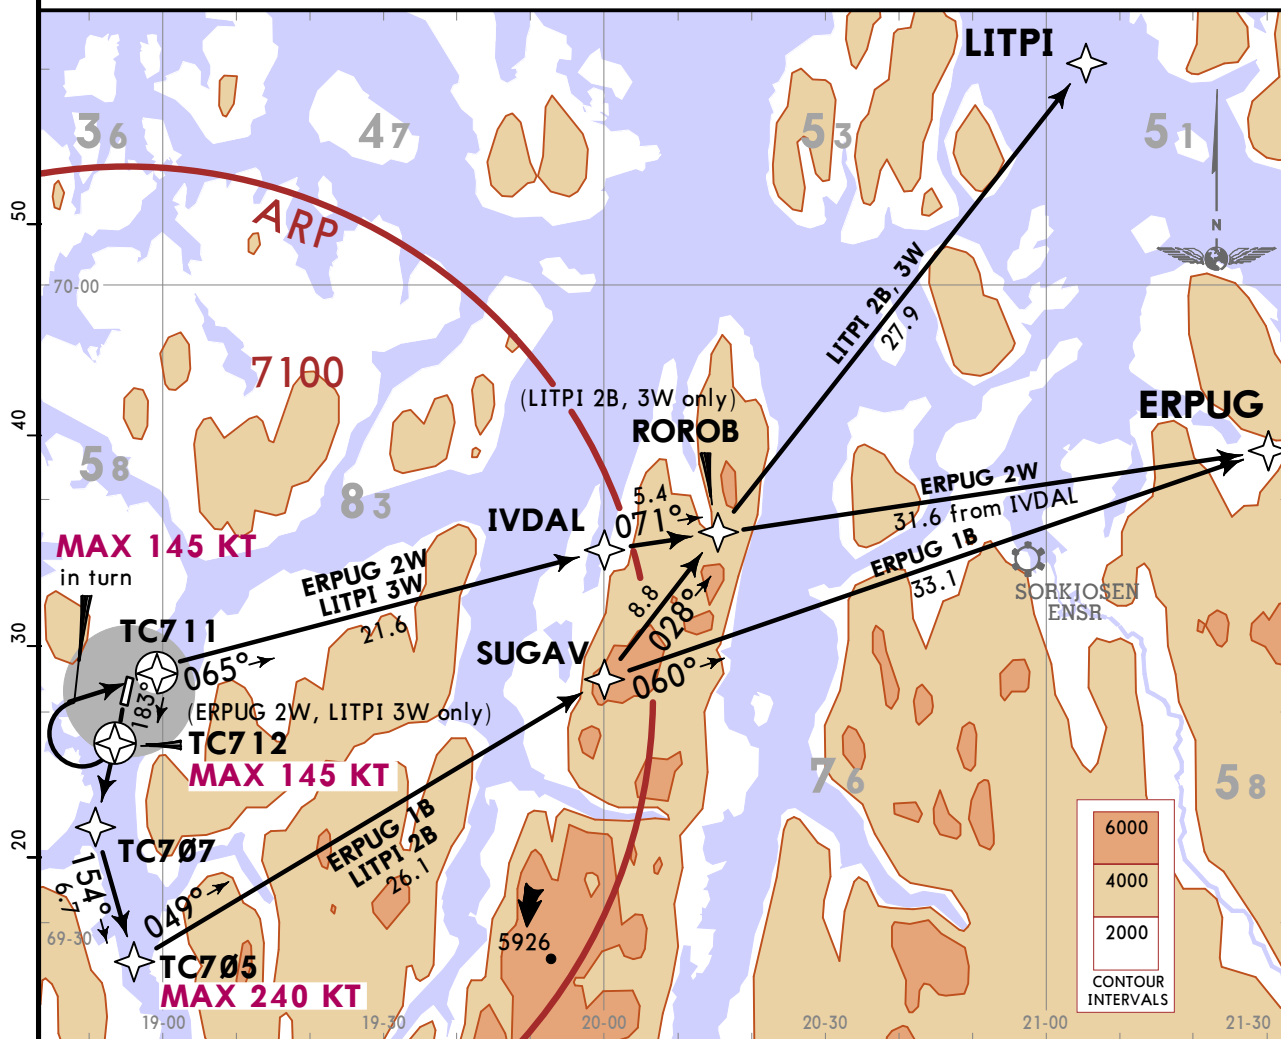 LITPI
36
47
53
51
50
ARP
N
70-00
LITPI 2B, 3W
27.9
7100
(LITPI 2B, 3W only)
ROROB
ERPUG
40
58
83
5.4
071°
IVDAL
ERPUG 2W
31.6 from IVDAL
ERPUG 1B
33.1
MAX 145 KT
in turn
ERPUG 2W
LITPI 3W
21.6
SORKJOSEN
ENSR
8.8
028°
30
TC711
065°
SUGAV
060°
183°
(ERPUG 2W, LITPI 3W only)
TC712
MAX 145 KT
76
58
20
TC7Ø7
ERPUG 1B
LITPI 2B
26.1
154°
6.7
049°
6000
4000
2000
CONTOUR
INTERVALS
5926
69-30
TC7Ø5
MAX 240 KT
19-00
19-30
20-00
20-30
21-00
21-30